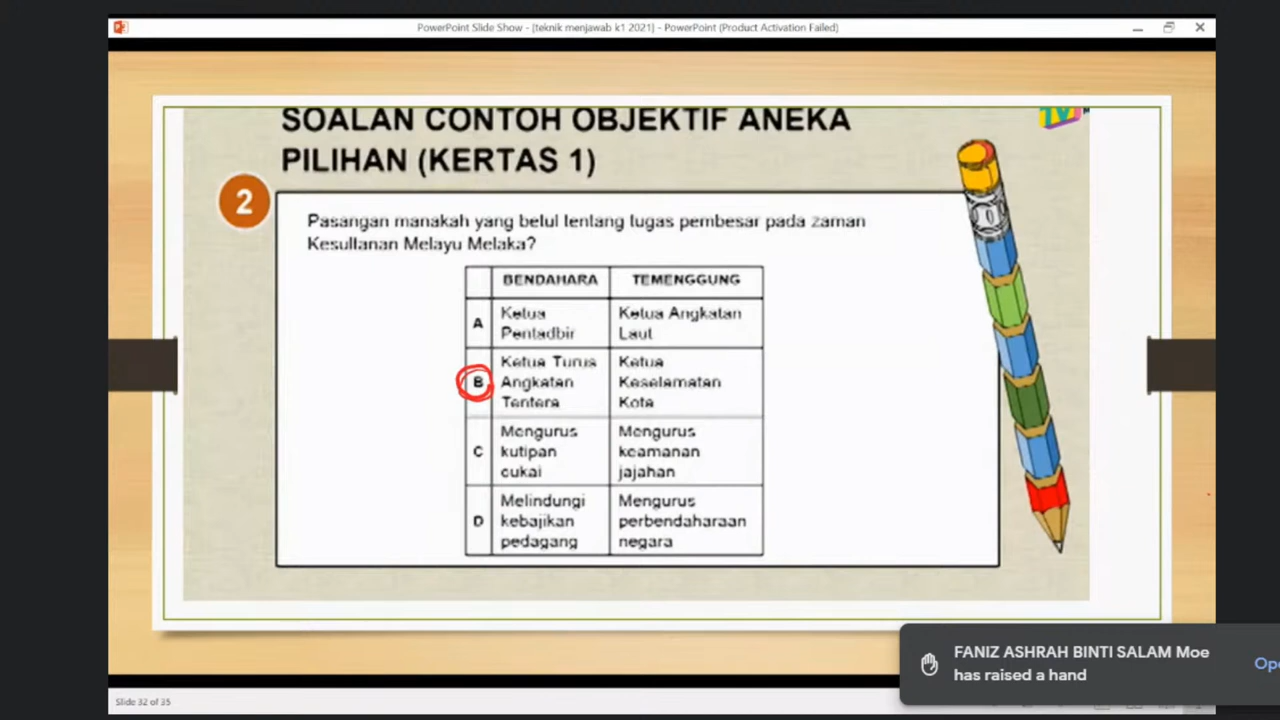 PowerPoint Slide Show - [teknik menjawab k1 2021] - PowerPoint (Product Activation Failed)
SOALAN CONTOH OBJEKTIF ANEKA
PILIHAN (KERTAS 1)
2
Pasangan manakah yang betul tentang tugas pembesar pada zaman
Kesultanan Melayu Melaka?
BENDAHARA TEMENGGUNG
A Ketua Pentadbir Ketua Angkatan Laut
B Ketua Turus Angkatan Tentera Ketua Keselamatan Kota
C Mengurus kutipan cukai Mengurus keamanan jajahan
D Melindungi kebajikan pedagang Mengurus perbendaharaan negara
FANIZ ASHRAH BINTI SALAM Moe
has raised a hand
Slide 32 of 35